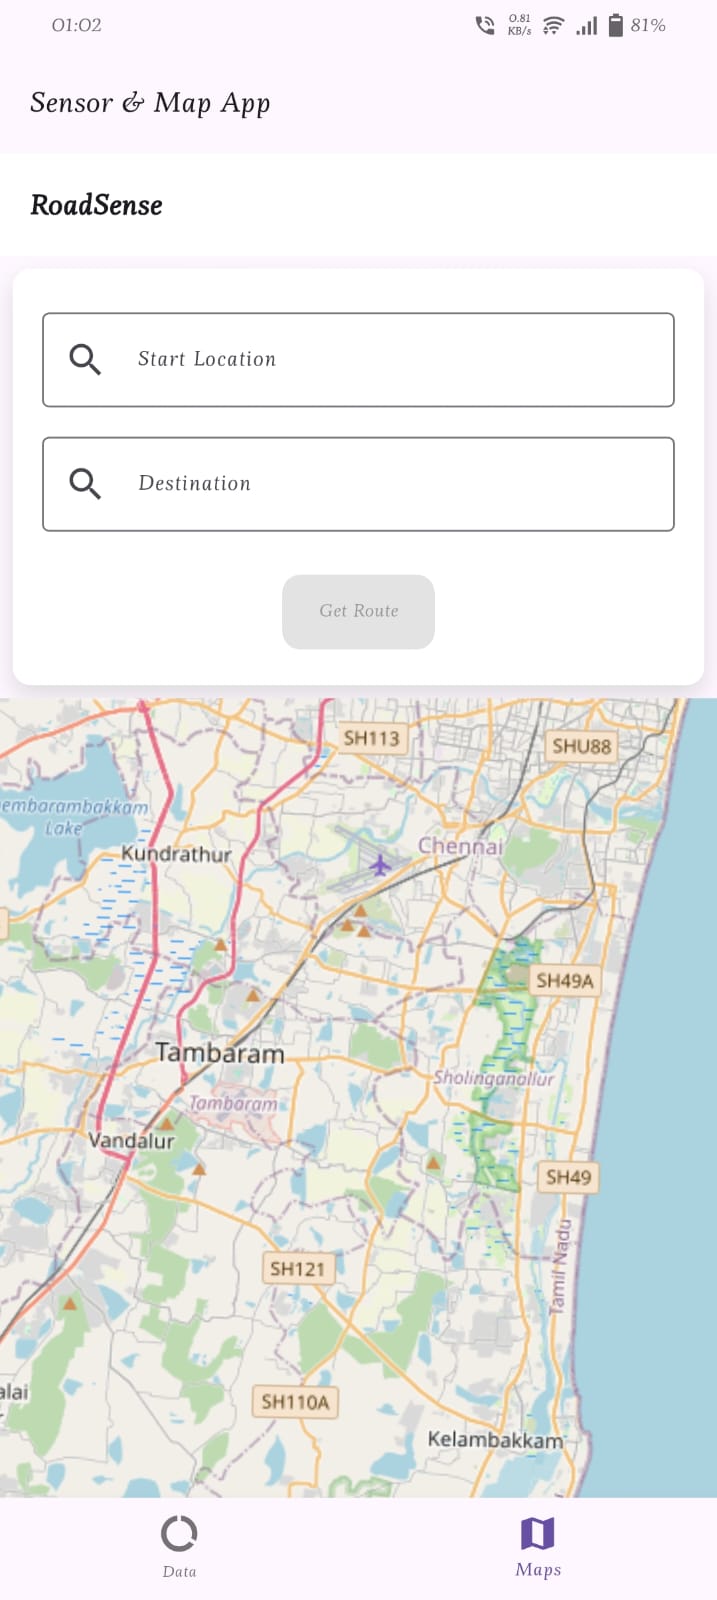 01:02
0.81
KB/s
81%
Sensor & Map App
RoadSense
Start Location
Destination
Get Route
SH113
SHU88
embarambakkam
Lake
Kundrathur
Chennai
SH49A
Tambaram
Sholinganallur
Tambaram
Vandalur
SH49
Tamil Nadu
SH121
alai
SH110A
Kelambakkam
Data
Maps